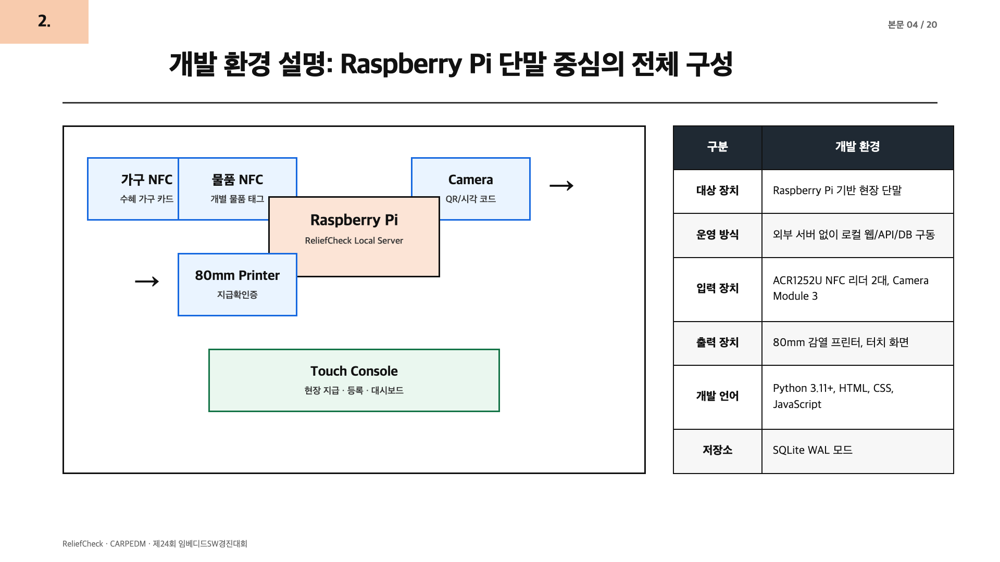 2.
본문 04 / 20
개발 환경 설명: Raspberry Pi 단말 중심의 전체 구성
가구 NFC
수혜 가구 카드
물품 NFC
개별 물품 태그
Camera
QR/시각 코드
→
Raspberry Pi
ReliefCheck Local Server
→
80mm Printer
지급확인증
Touch Console
현장 지급 · 등록 · 대시보드
구분 개발 환경
대상 장치 Raspberry Pi 기반 현장 단말
운영 방식 외부 서버 없이 로컬 웹/API/DB 구동
입력 장치 ACR1252U NFC 리더 2대, Camera
Module 3
출력 장치 80mm 감열 프린터, 터치 화면
개발 언어 Python 3.11+, HTML, CSS,
JavaScript
저장소 SQLite WAL 모드
ReliefCheck · CARPEDM · 제24회 임베디드SW경진대회